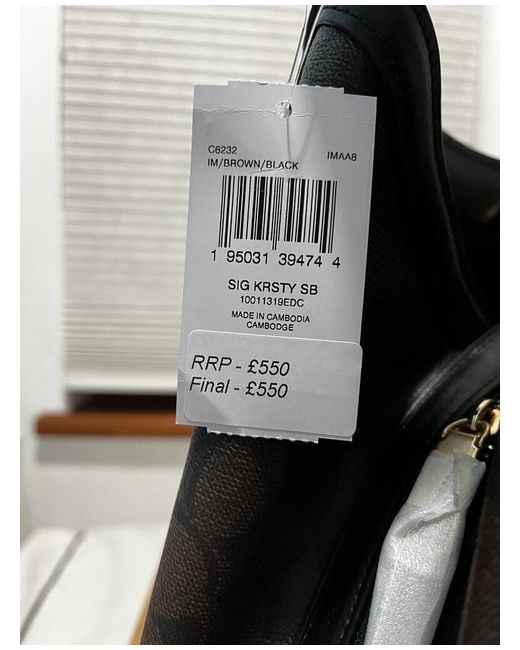 C6232 IMAA8
IM/BROWN/BLACK
1 95031 39474 4
SIG KRSTY SB
10011319EDC
MADE IN CAMBODIA
CAMBODGE
RRP - £550
Final - £550